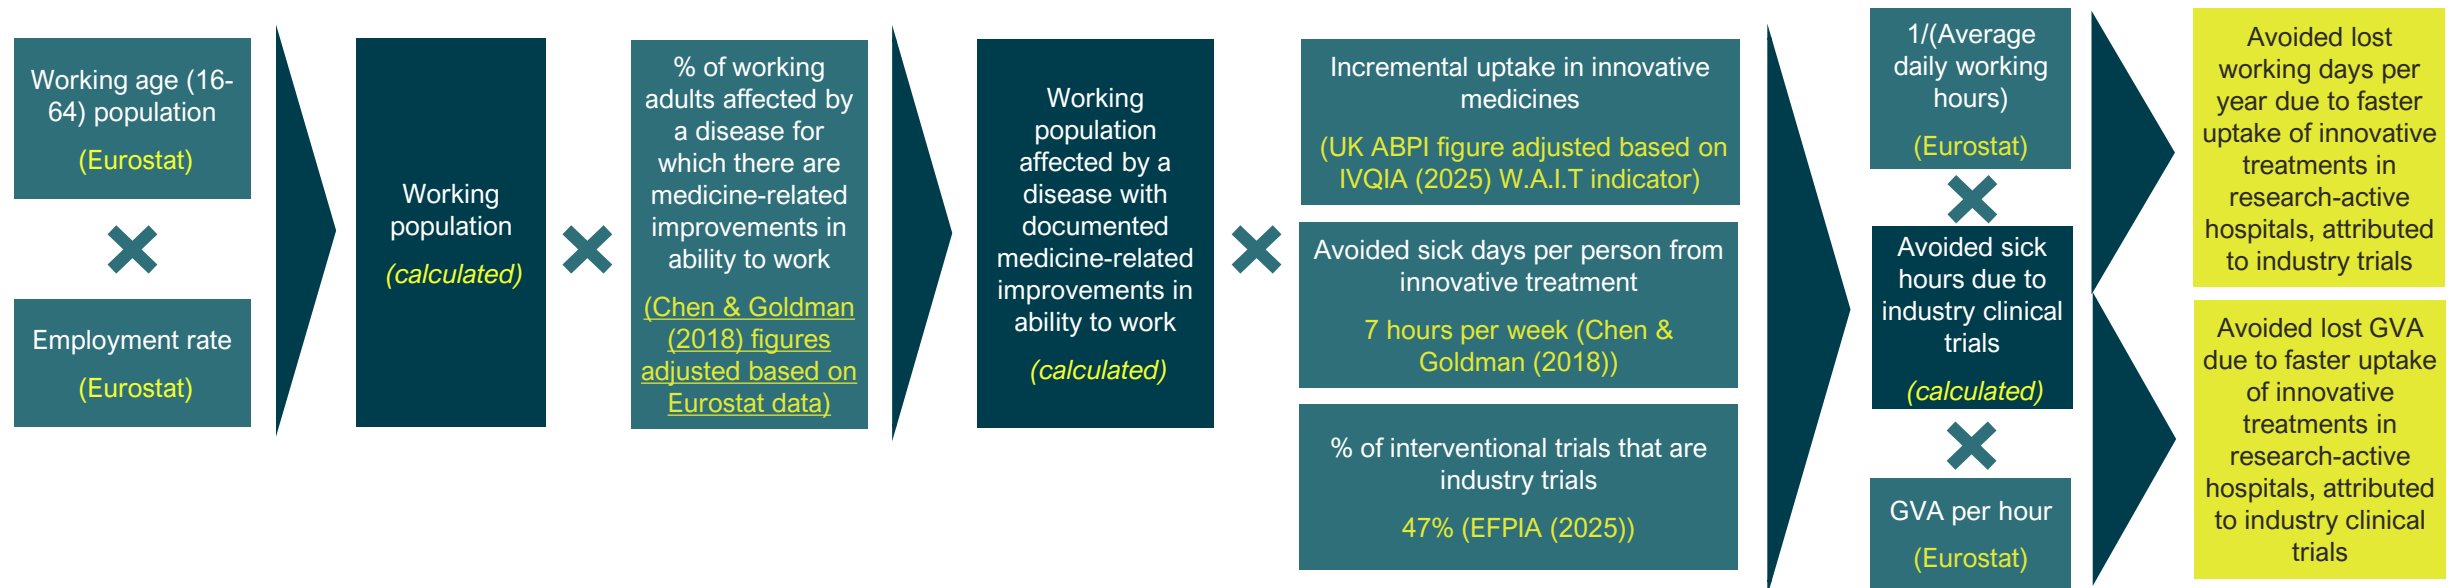 Working age (16-
64) population
(Eurostat)
Employment rate
(Eurostat)
Working
population
(calculated)
% of working
adults affected by
a disease for
which there are
medicine-related
improvements in
ability to work
(Chen & Goldman
(2018) figures
adjusted based on
Eurostat data)
Working
population
affected by a
disease with
documented
medicine-related
improvements in
ability to work
(calculated)
Incremental uptake in innovative
medicines
(UK ABPI figure adjusted based on
IVQIA (2025) W.A.I.T indicator)
Avoided sick days per person from
innovative treatment
7 hours per week (Chen &
Goldman (2018))
% of interventional trials that are
industry trials
47% (EFPIA (2025))
1/(Average
daily working
hours)
(Eurostat)
Avoided sick
hours due to
industry clinical
trials
(calculated)
GVA per hour
(Eurostat)
Avoided lost
working days per
year due to faster
uptake of innovative
treatments in
research-active
hospitals, attributed
to industry trials
Avoided lost GVA
due to faster uptake
of innovative
treatments in
research-active
hospitals, attributed
to industry clinical
trials